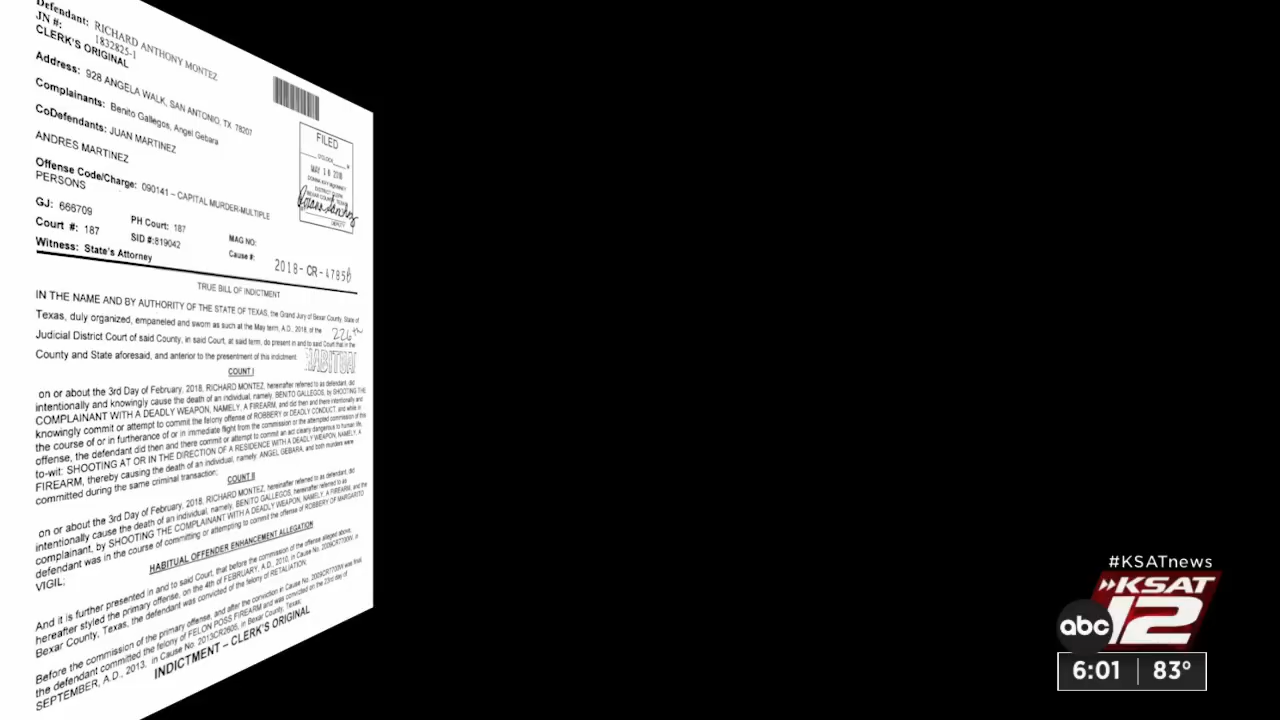 Defendant: RICHARD ANTHONY MONTEZ
JN #: 1832825-1
CLERK'S ORIGINAL
Address: 928 ANGELA WALK, SAN ANTONIO, TX 78207
Complainants: Benito Gallegos, Angel Gebara
CoDefendants: JUAN MARTINEZ
ANDRES MARTINEZ
Offense Code/Charge: 090141 – CAPITAL MURDER-MULTIPLE
PERSONS
GJ: 666709
PH Court: 187
MAG NO:
Court #: 187
SID #:819042
Cause #: 2018-CR-4785
Witness: State's Attorney
FILED
O'CLOCK
MAY 18 2018
DISTRICT CLERK
DEPUTY
TRUE BILL OF INDICTMENT
IN THE NAME AND BY AUTHORITY OF THE STATE OF TEXAS, the Grand Jury of Bexar County, State of
Texas, duly organized, empaneled and sworn as such at the May term, A.D., 2018, of the 226th
Judicial District Court of said County, in said Court, at said term, do present in and to said Court that in the
County and State aforesaid, and anterior to the presentment of this indictment
HABITUAL
COUNT I
on or about the 3rd Day of February, 2018, RICHARD MONTEZ, hereinafter referred to as defendant, did
intentionally and knowingly cause the death of an individual, namely, BENITO GALLEGOS, by SHOOTING THE
COMPLAINANT WITH A DEADLY WEAPON, NAMELY, A FIREARM, and did then and there intentionally and
knowingly commit or attempt to commit the felony offense of ROBBERY or DEADLY CONDUCT, and while in
the course of or in furtherance of or in immediate flight from the commission or the attempted commission of this
offense, the defendant did then and there commit or attempt to commit an act clearly dangerous to human life,
to-wit: SHOOTING AT OR IN THE DIRECTION OF A RESIDENCE WITH A DEADLY WEAPON, NAMELY, A
FIREARM, thereby causing the death of an individual, namely: ANGEL GEBARA, and both murders were
committed during the same criminal transaction;
COUNT II
on or about the 3rd Day of February, 2018, RICHARD MONTEZ, hereinafter referred to as defendant, did
intentionally cause the death of an individual, namely, BENITO GALLEGOS, hereinafter referred to as
complainant, by SHOOTING THE COMPLAINANT WITH A DEADLY WEAPON, NAMELY, A FIREARM, and the
defendant was in the course of committing or attempting to commit the offense of ROBBERY OF MARGARITO
VIGIL;
HABITUAL OFFENDER ENHANCEMENT ALLEGATION
And it is further presented in and to said Court, that before the commission of the offense alleged above,
hereafter styled the primary offense, on the 4th of FEBRUARY, A.D., 2010, in Cause No. 2009CR7700W, in
Bexar County, Texas, the defendant was convicted of the felony of RETALIATION.
Before the commission of the primary offense, and after the conviction in Cause No. 2009CR7700W was final,
the defendant committed the felony of FELON POSS FIREARM and was convicted on the 23rd day of
SEPTEMBER, A.D., 2013, in Cause No. 2013CR2605, in Bexar County, Texas;
INDICTMENT – CLERK'S ORIGINAL
#KSATnews
KSAT
abc 12
6:01 83°